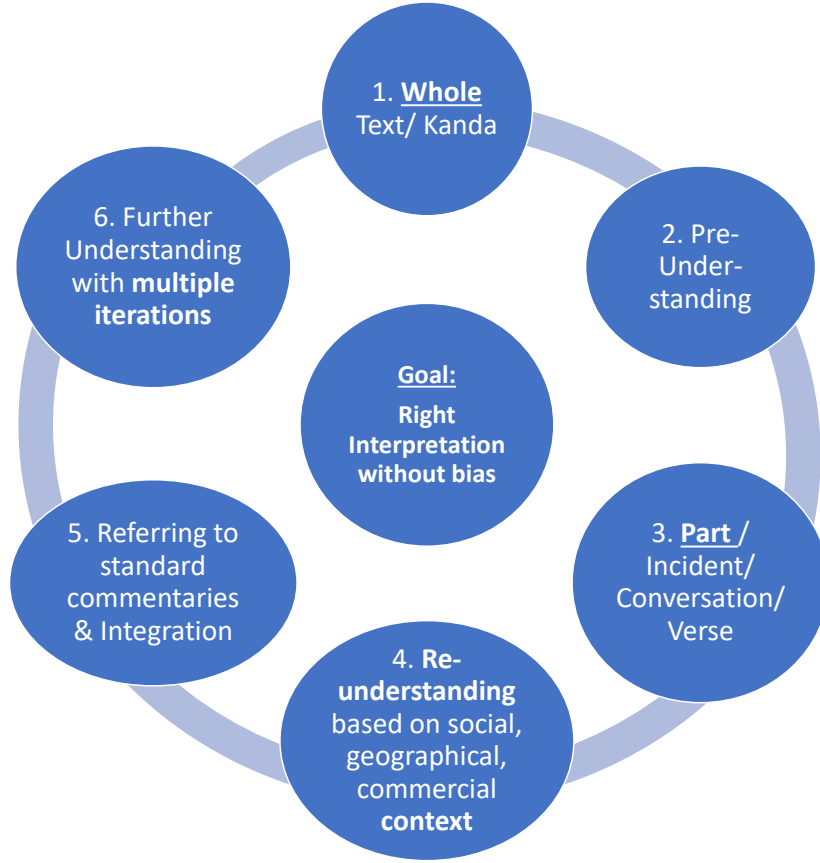 1. Whole
Text/ Kanda
2. Pre-
Under-
standing
3. Part /
Incident/
Conversation/
Verse
4. Re-
understanding
based on social,
geographical,
commercial
context
5. Referring to
standard
commentaries
& Integration
6. Further
Understanding
with multiple
iterations
Goal:
Right
Interpretation
without bias